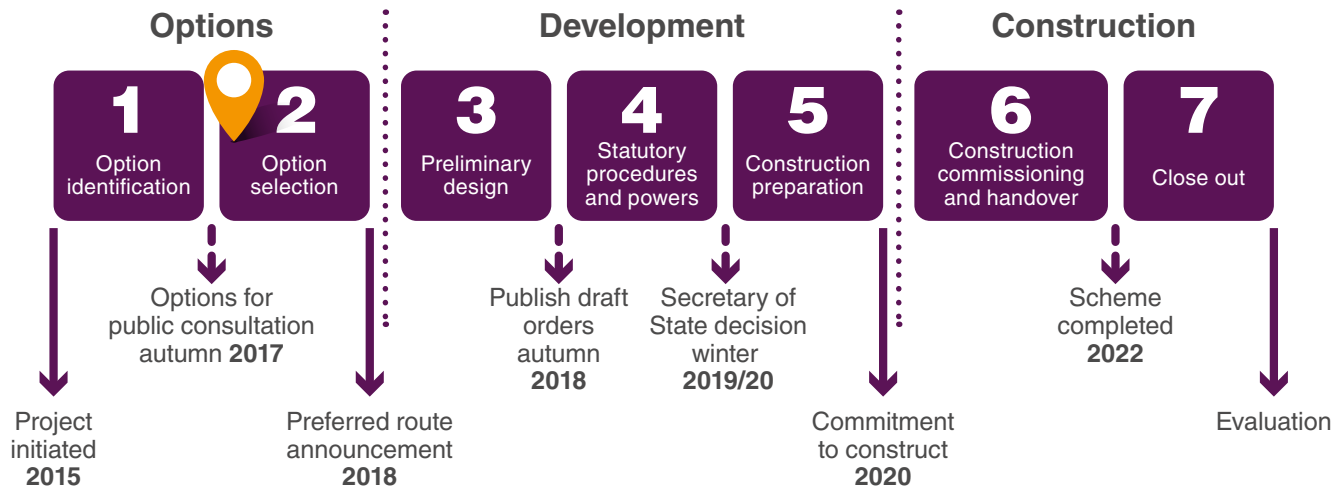 Options
Development
Construction
1
Option
identification
2
Option
selection
3
Preliminary
design
4
Statutory
procedures
and powers
5
Construction
preparation
6
Construction
commissioning
and handover
7
Close out
Options for
public consultation
autumn 2017
Publish draft
orders
autumn
2018
Secretary of
State decision
winter
2019/20
Scheme
completed
2022
Project
initiated
2015
Preferred route
announcement
2018
Commitment
to construct
2020
Evaluation